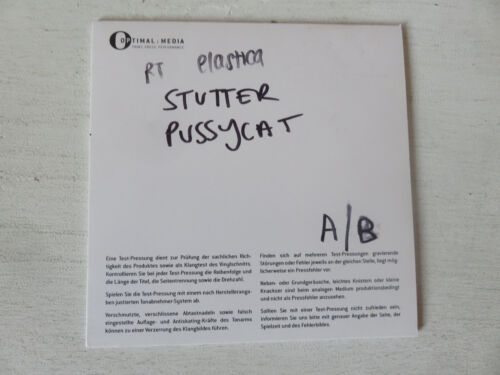 OPTIMAL : MEDIA
RT elastica
STUTTER
PUSSYCAT
A/B
Eine Test-Pressung dient zur Prüfung der sachlichen Rich-
tigkeit des Produktes sowie als Klangtest des Vinylschnitts.
Kontrollieren Sie bei jeder Test-Pressung die Reihenfolge und
die Länge der Titel, die Seitentrennung sowie die Drehzahl.
Spielen Sie die Test-Pressung mit einem nach Herstellerangа-
ben justierten Tonabnehmer-System ab.
Verschmutzte, verschlissene Abtastnadeln sowie falsch
eingestellte Auflage- und Antiskating-Kräfte des Tonarms
können zu einer Verzerrung des Klangbildes führen.
Finden sich auf mehreren Test-Pressungen gravierende
Störungen oder Fehler jeweils an der gleichen Stelle, liegt mög-
licherweise ein Pressfehler vor.
Neben- oder Grundgeräusche, leichtes Knistern oder kleine
Knackser sind beim analogen Medium produktionsbedingt
und nicht als Pressfehler anzusehen.
Sollten Sie mit einer Test-Pressung nicht zufrieden sein,
informieren Sie uns bitte mit genauer Angabe der Seite, der
Spielzeit und des Fehlerbildes.